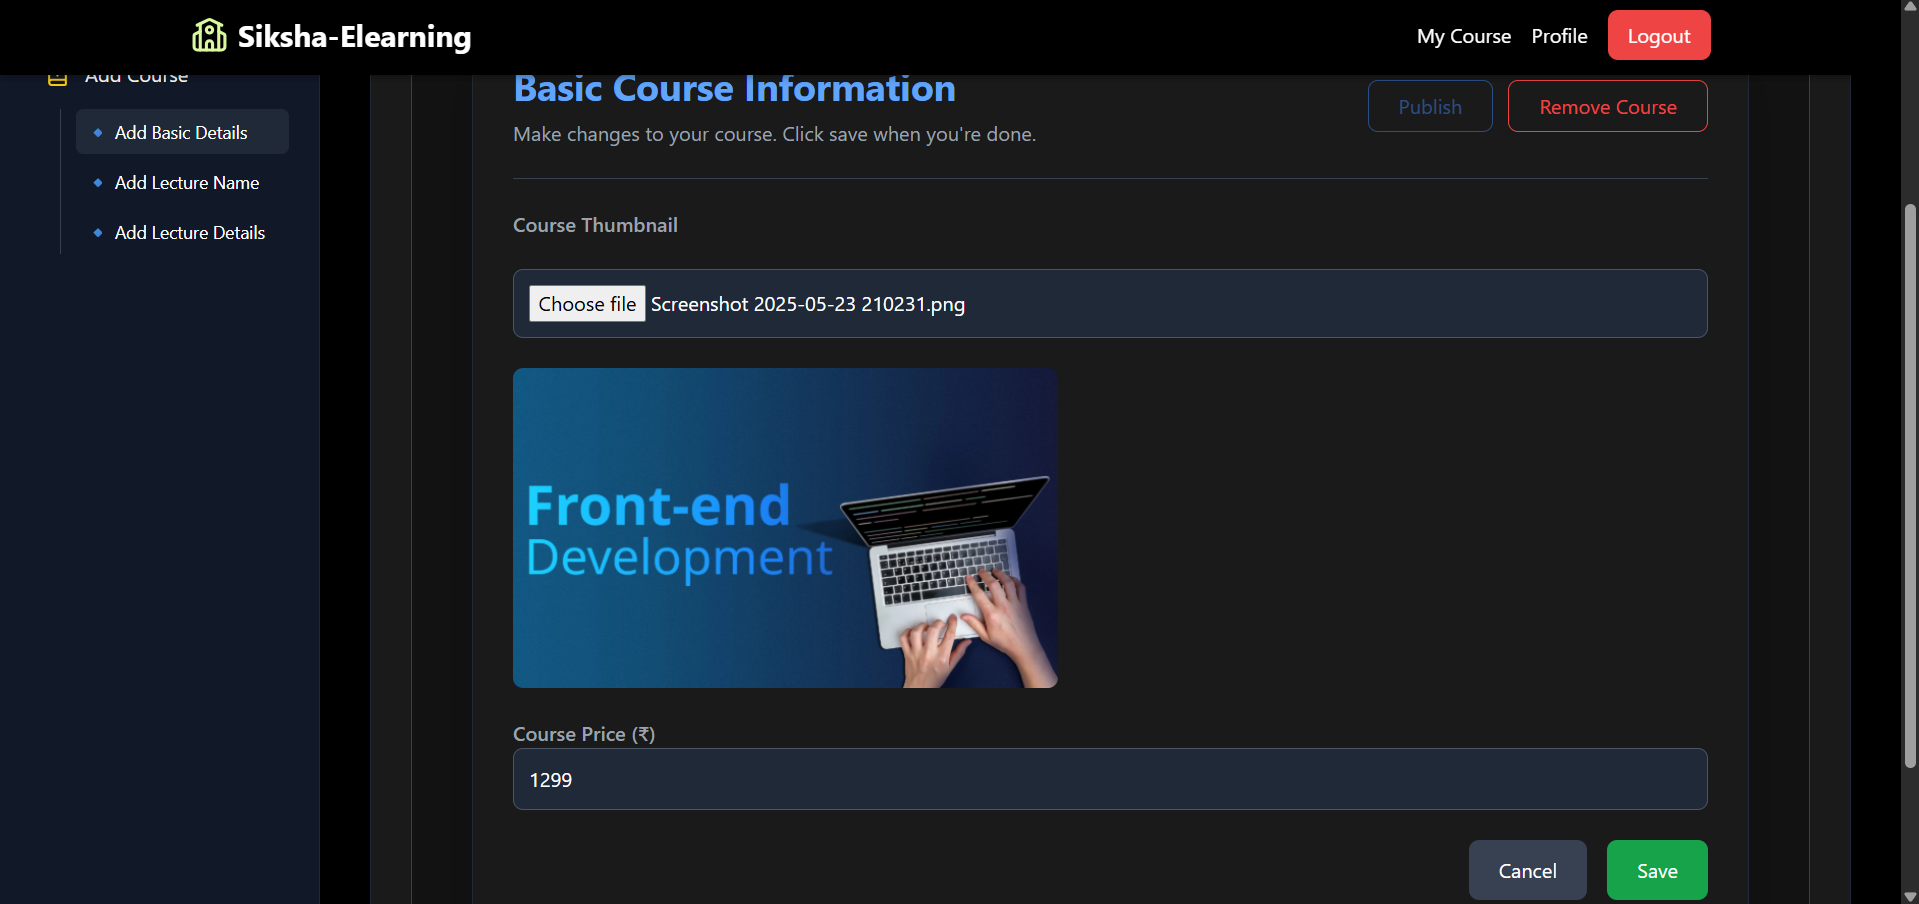 Siksha-Elearning
My Course
Profile
Logout
Add Course
Add Basic Details
Add Lecture Name
Add Lecture Details
Basic Course Information
Make changes to your course. Click save when you're done.
Publish
Remove Course
Course Thumbnail
Choose file Screenshot 2025-05-23 210231.png
Front-end
Development
Course Price (₹)
1299
Cancel
Save